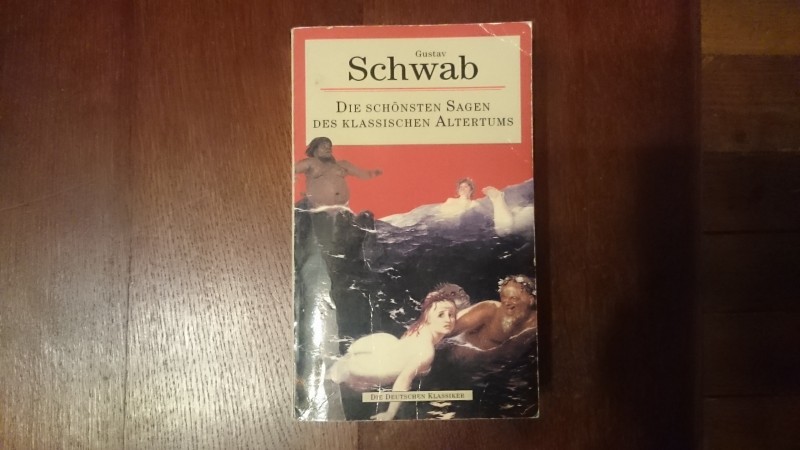 Gustav
Schwab
Die schönsten Sagen
des klassischen Altertums
Die Deutschen Klassiker